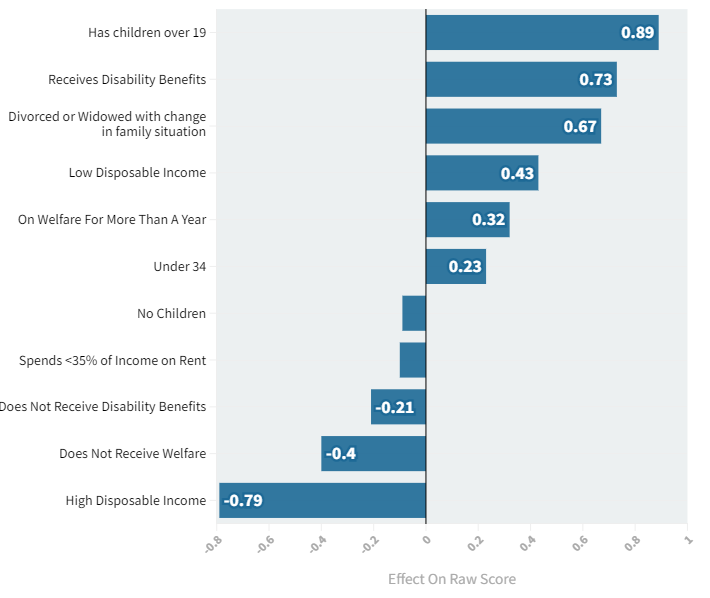 Has children over 19
0.89
Receives Disability Benefits
0.73
Divorced or Widowed with change
in family situation
0.67
Low Disposable Income
0.43
On Welfare For More Than A Year
0.32
Under 34
0.23
No Children
Spends <35% of Income on Rent
Does Not Receive Disability Benefits
-0.21
Does Not Receive Welfare
-0.4
High Disposable Income
-0.79
-0.8 -0.6 -0.4 -0.2 0 0.2 0.4 0.6 0.8 1
Effect On Raw Score